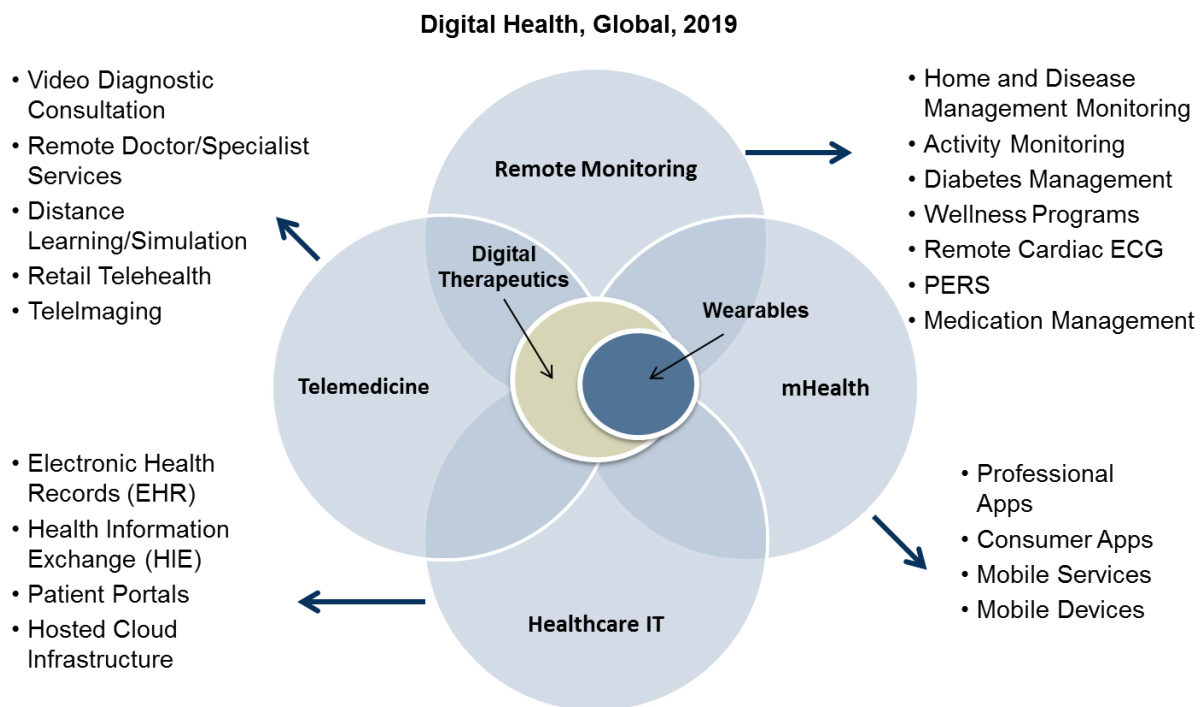 Digital Health, Global, 2019
• Video Diagnostic
Consultation
• Remote Doctor/Specialist
Services
• Distance
Learning/Simulation
• Retail Telehealth
• TeleImaging
• Home and Disease
Management Monitoring
• Activity Monitoring
• Diabetes Management
• Wellness Programs
• Remote Cardiac ECG
• PERS
• Medication Management
Remote Monitoring
Digital
Therapeutics
Wearables
Telemedicine
mHealth
Healthcare IT
• Electronic Health
Records (EHR)
• Health Information
Exchange (HIE)
• Patient Portals
• Hosted Cloud
Infrastructure
• Professional
Apps
• Consumer Apps
• Mobile Services
• Mobile Devices